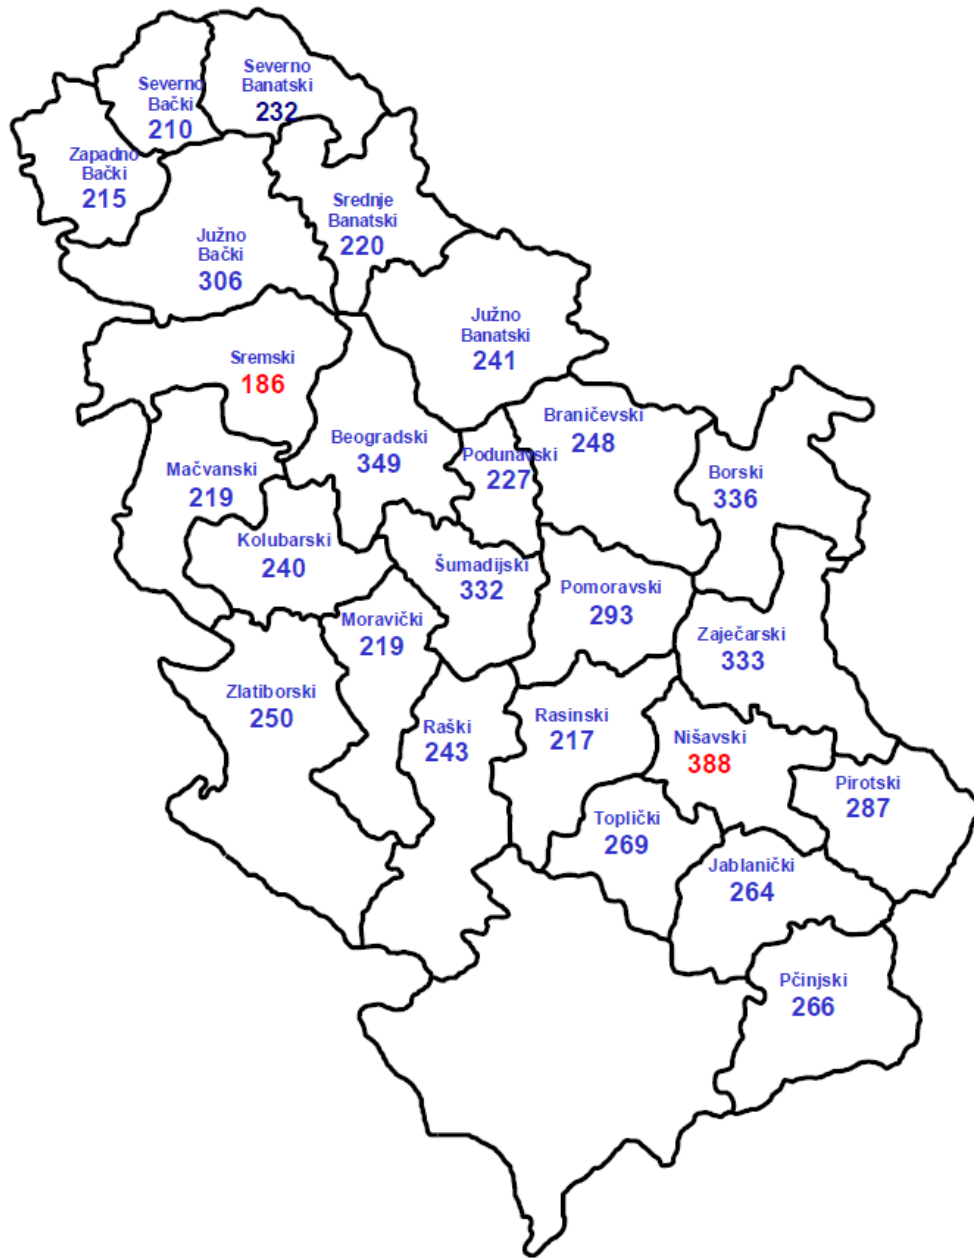 Severno
Banatski
232
Severno
Bački
210
Zapadno
Bački
215
Srednje
Banatski
220
Južno
Bački
306
Južno
Banatski
241
Sremski
186
Braničevski
248
Beogradski
349
Podunavski
227
Mačvanski
219
Borski
336
Kolubarski
240
Šumadijski
332
Pomoravski
293
Moravički
219
Zaječarski
333
Zlatiborski
250
Raški
243
Rasinski
217
Nišavski
388
Pirotski
287
Toplički
269
Jablanički
264
Pčinjski
266